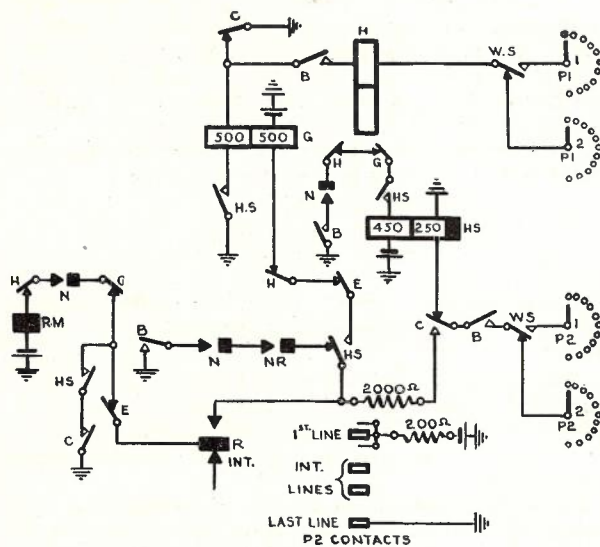 C
H
B
W.S
1
P1
500 500 G
2
P1
H G
N HS
H.S
B
450 250 HS
H E
H N G
RM
C WS 1
B P2
B
N NR HS
2
P2
HS
2000Ω
E
C
R
INT.
1ST. LINE 200Ω
INT.
LINES
LAST LINE
P2 CONTACTS